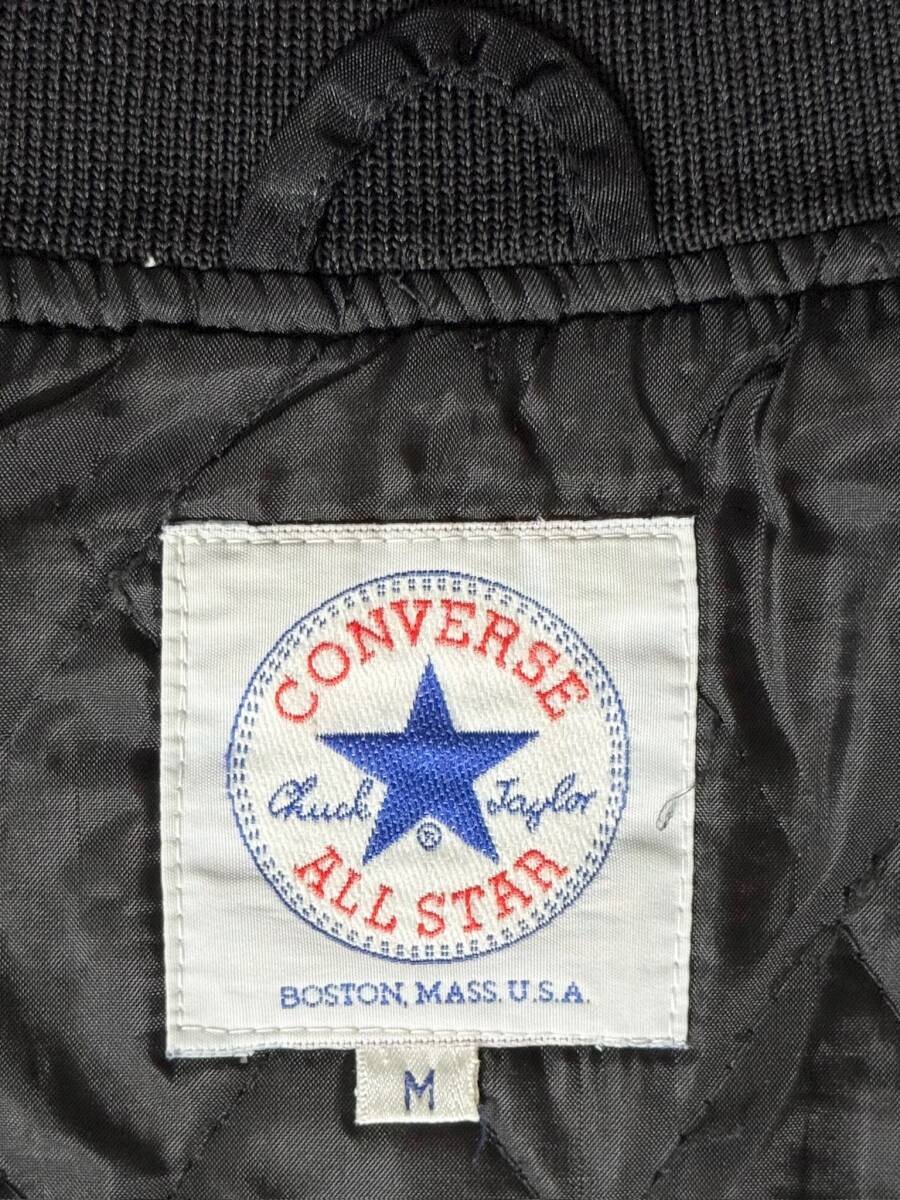 CONVERSE
Chuck Taylor
®
ALL STAR
BOSTON, MASS. U.S.A.
M